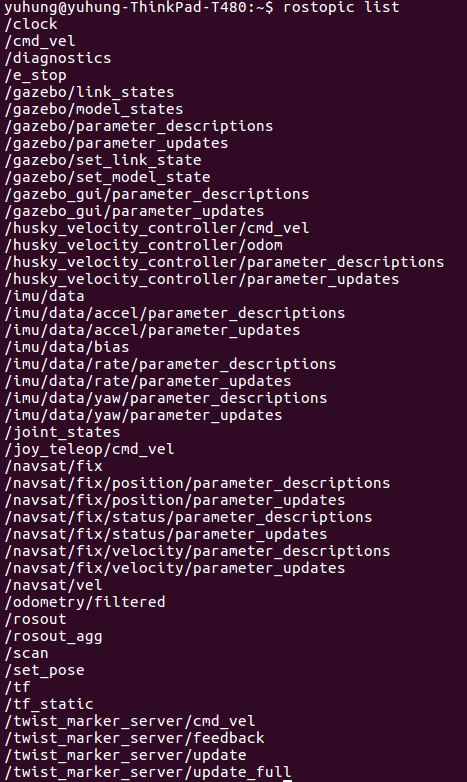 yuhung@yuhung-ThinkPad-T480:~$ rostopic list
/clock
/cmd_vel
/diagnostics
/e_stop
/gazebo/link_states
/gazebo/model_states
/gazebo/parameter_descriptions
/gazebo/parameter_updates
/gazebo/set_link_state
/gazebo/set_model_state
/gazebo_gui/parameter_descriptions
/gazebo_gui/parameter_updates
/husky_velocity_controller/cmd_vel
/husky_velocity_controller/odom
/husky_velocity_controller/parameter_descriptions
/husky_velocity_controller/parameter_updates
/imu/data
/imu/data/accel/parameter_descriptions
/imu/data/accel/parameter_updates
/imu/data/bias
/imu/data/rate/parameter_descriptions
/imu/data/rate/parameter_updates
/imu/data/yaw/parameter_descriptions
/imu/data/yaw/parameter_updates
/joint_states
/joy_teleop/cmd_vel
/navsat/fix
/navsat/fix/position/parameter_descriptions
/navsat/fix/position/parameter_updates
/navsat/fix/status/parameter_descriptions
/navsat/fix/status/parameter_updates
/navsat/fix/velocity/parameter_descriptions
/navsat/fix/velocity/parameter_updates
/navsat/vel
/odometry/filtered
/rosout
/rosout_agg
/scan
/set_pose
/tf
/tf_static
/twist_marker_server/cmd_vel
/twist_marker_server/feedback
/twist_marker_server/update
/twist_marker_server/update_full